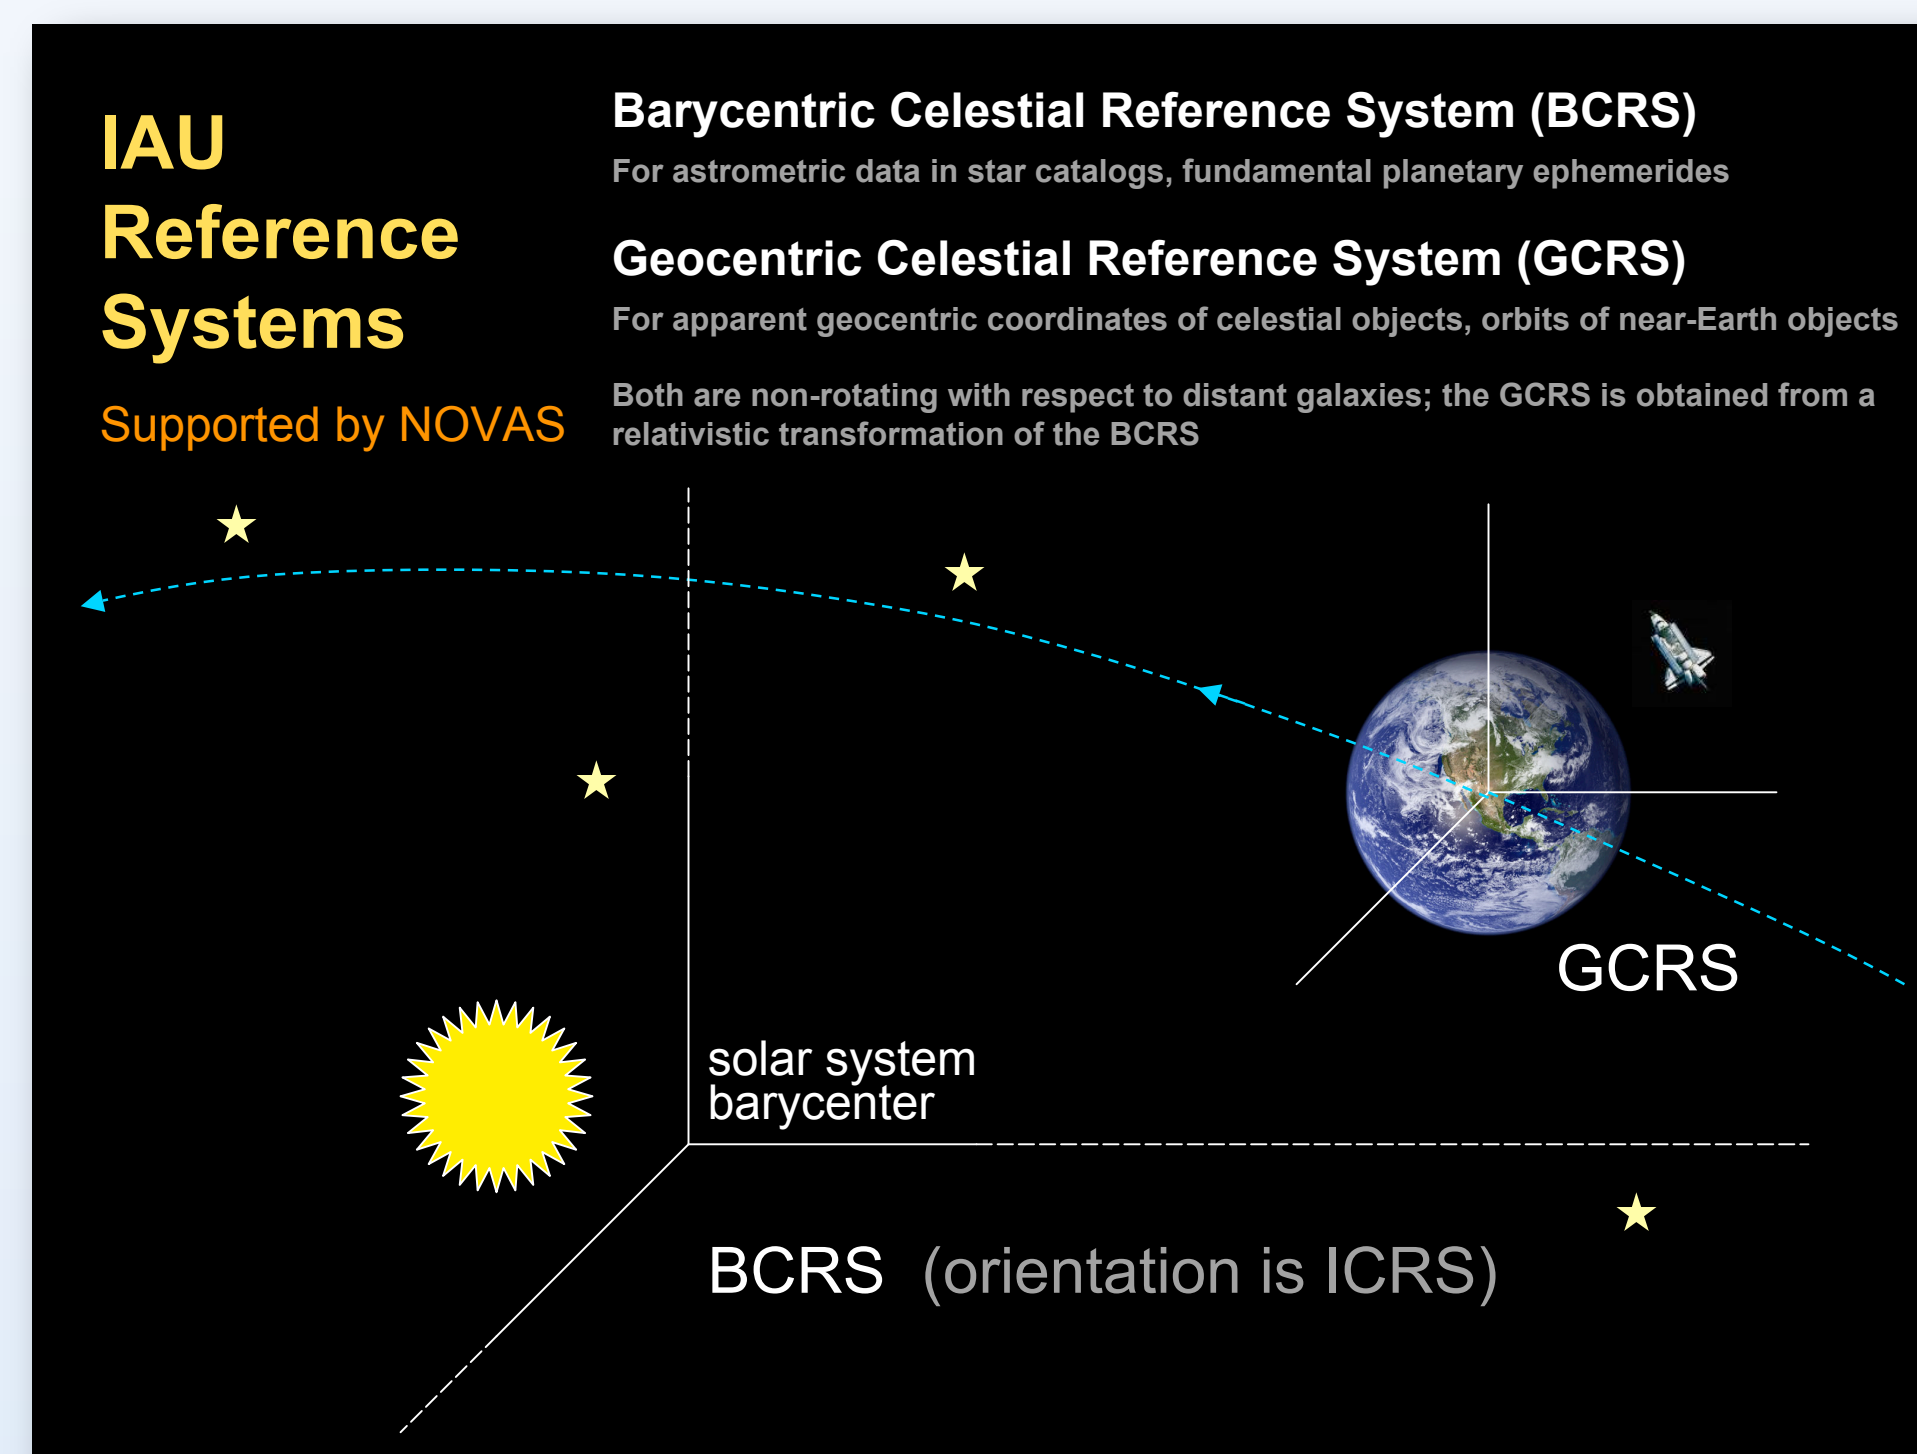 IAU
Reference
Systems
Supported by NOVAS
Barycentric Celestial Reference System (BCRS)
For astrometric data in star catalogs, fundamental planetary ephemerides
Geocentric Celestial Reference System (GCRS)
For apparent geocentric coordinates of celestial objects, orbits of near-Earth objects
Both are non-rotating with respect to distant galaxies; the GCRS is obtained from a
relativistic transformation of the BCRS
GCRS
solar system
barycenter
BCRS (orientation is ICRS)